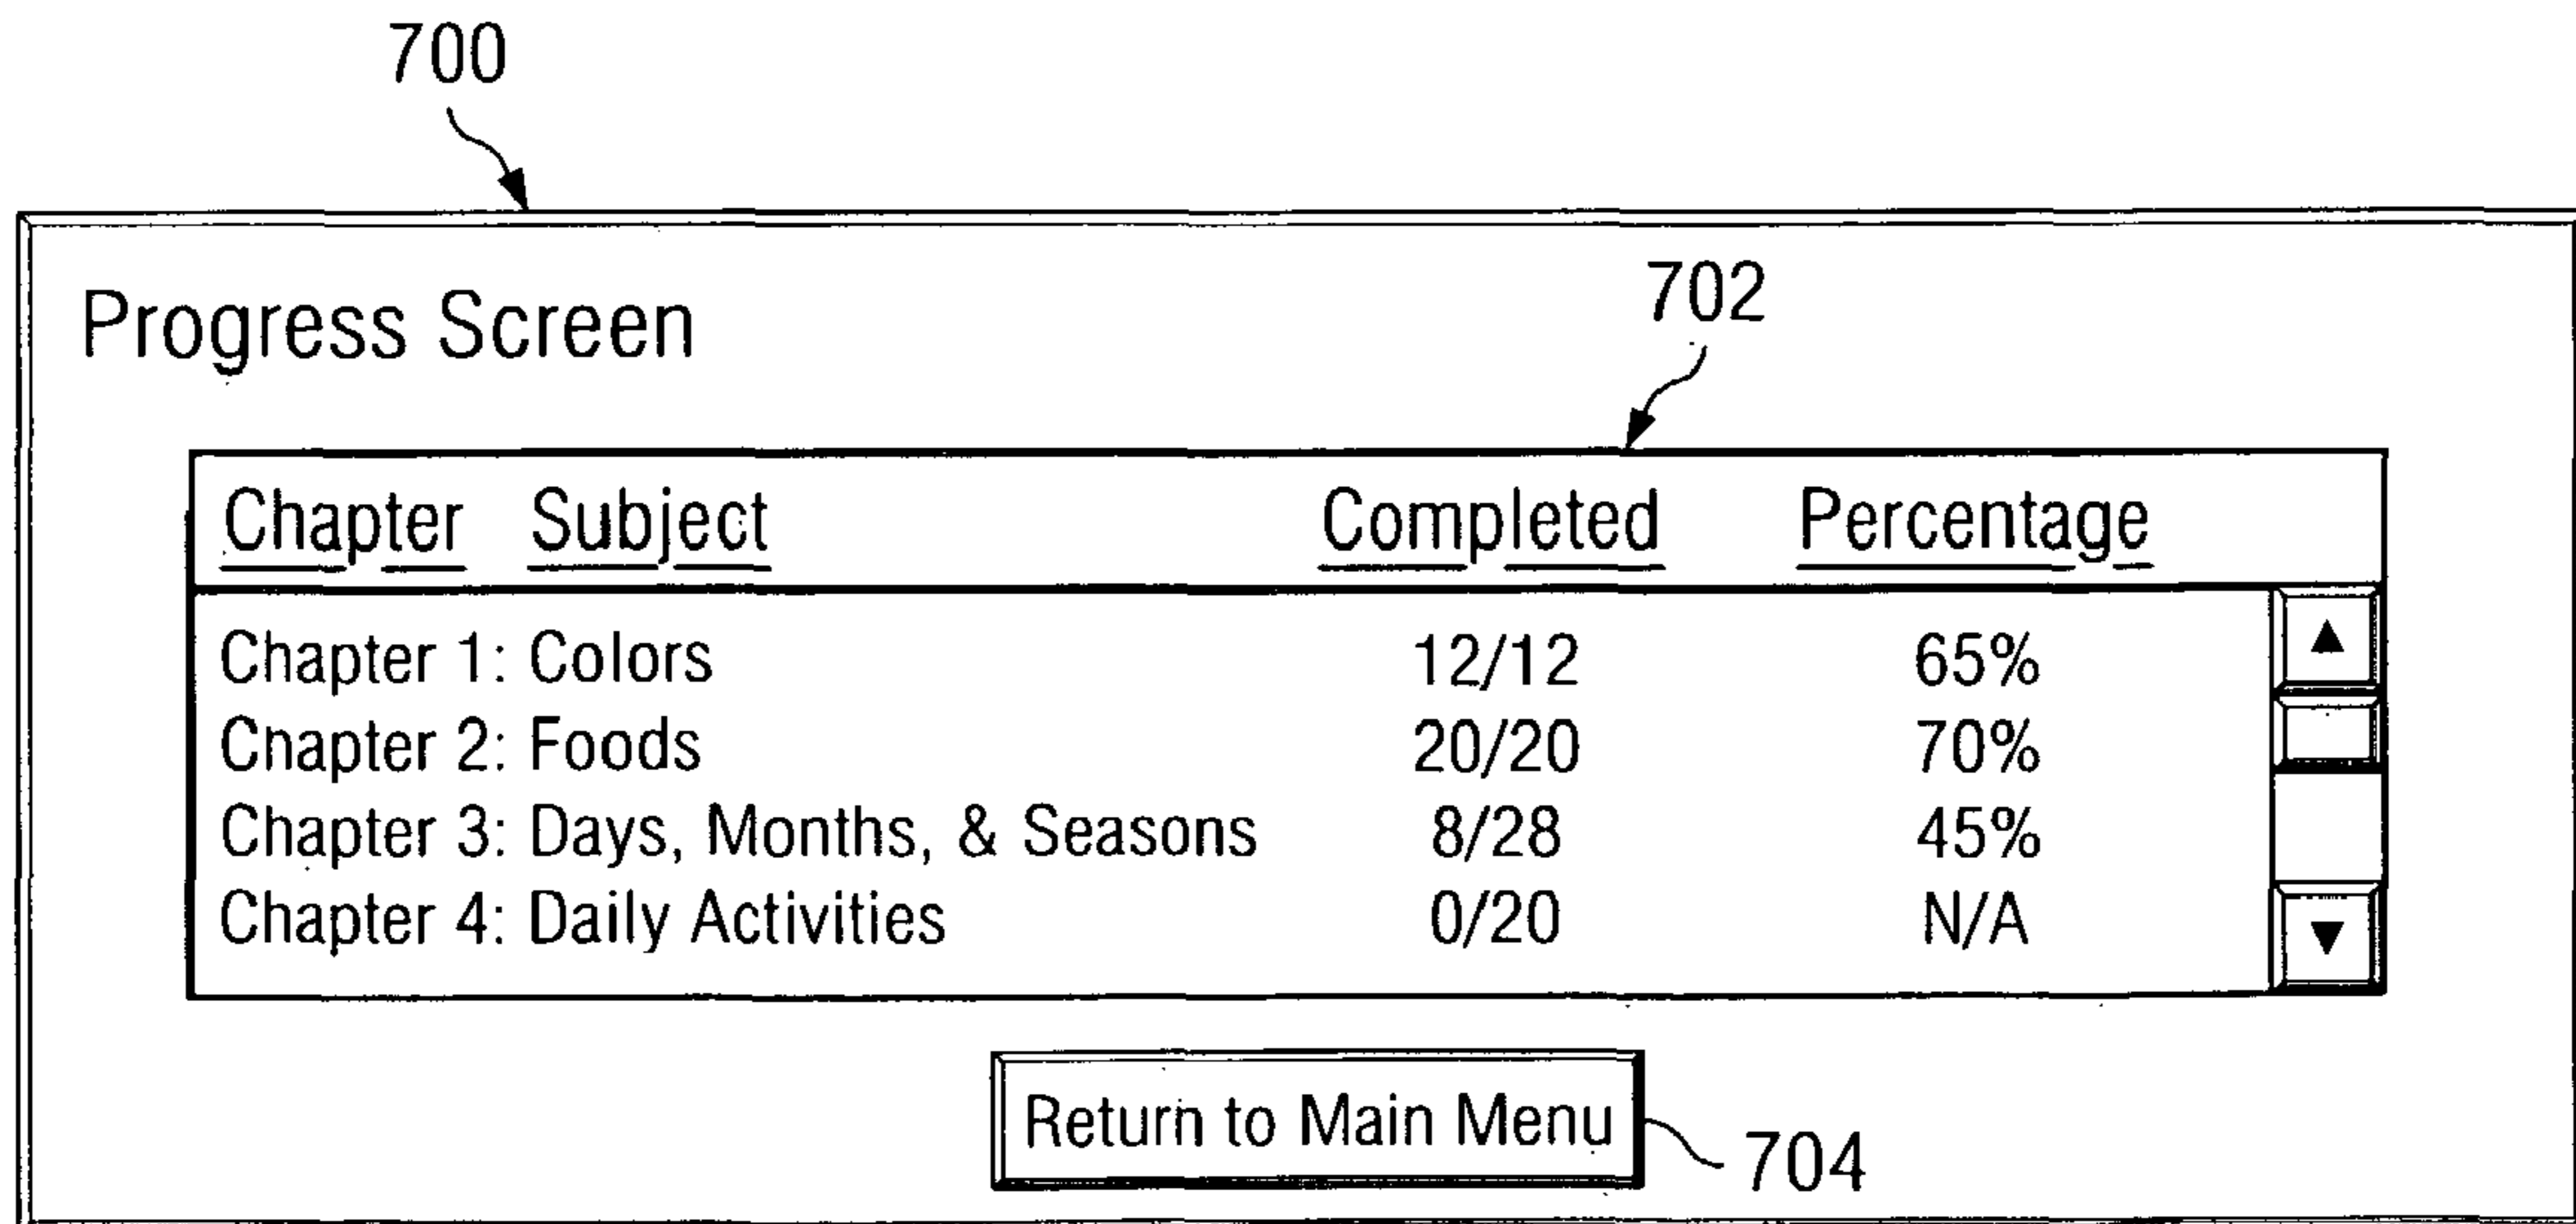 700
Progress Screen
702
Chapter Subject Completed Percentage
Chapter 1: Colors 12/12 65%
Chapter 2: Foods 20/20 70%
Chapter 3: Days, Months, & Seasons 8/28 45%
Chapter 4: Daily Activities 0/20 N/A
Return to Main Menu
704